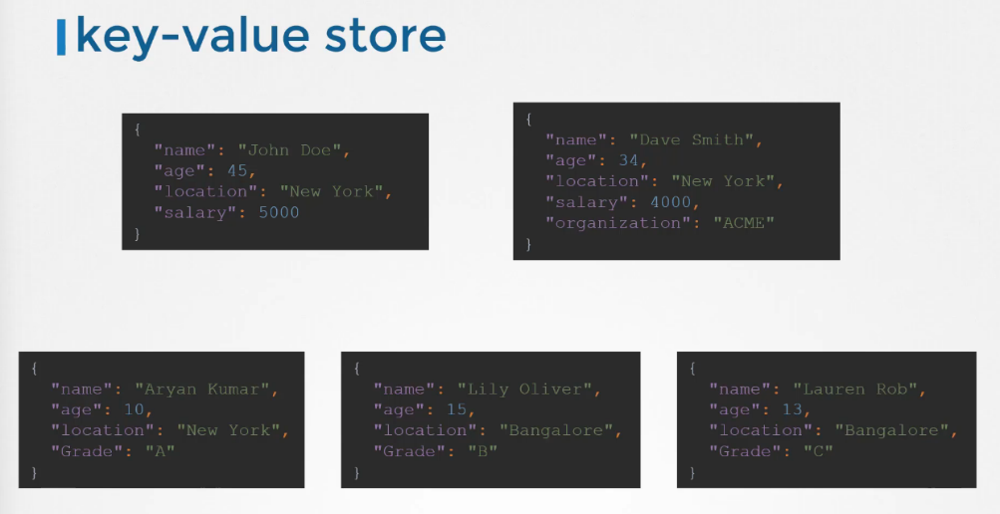 key-value store
{
"name": "John Doe",
"age": 45,
"location": "New York",
"salary": 5000
}
{
"name": "Dave Smith",
"age": 34,
"location": "New York",
"salary": 4000,
"organization": "ACME"
}
{
"name": "Aryan Kumar",
"age": 10,
"location": "New York",
"Grade": "A"
}
{
"name": "Lily Oliver",
"age": 15,
"location": "Bangalore",
"Grade": "B"
}
{
"name": "Lauren Rob",
"age": 13,
"location": "Bangalore",
"Grade": "C"
}